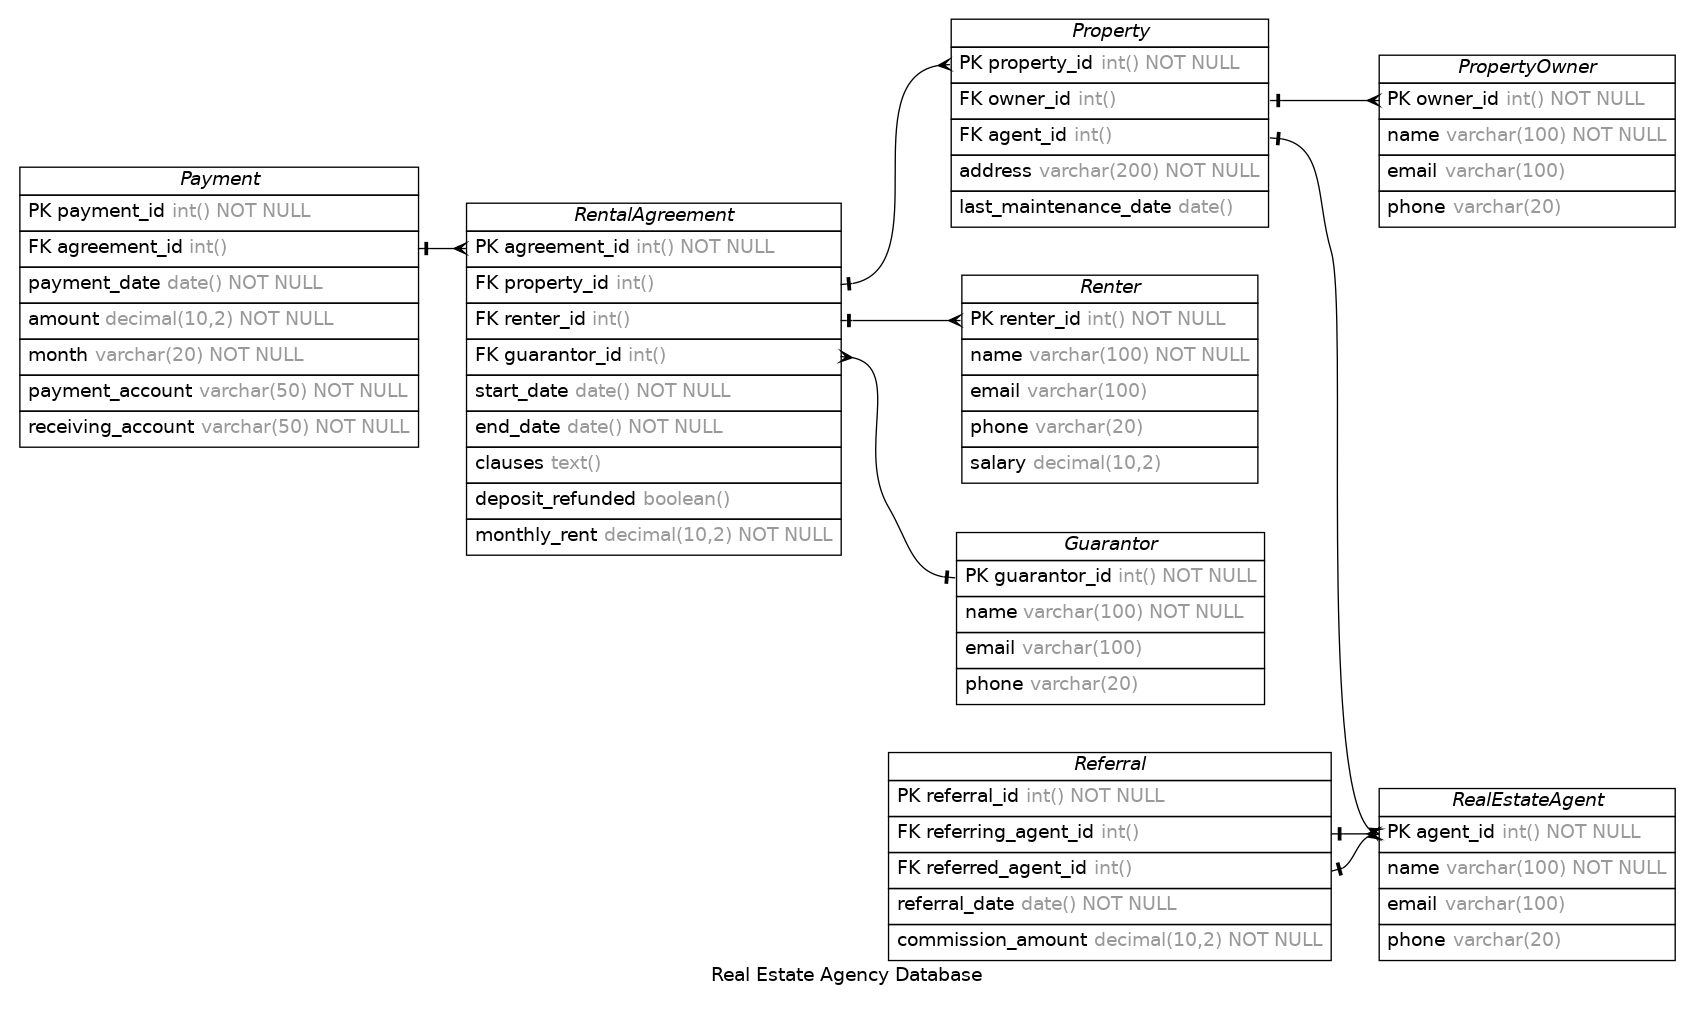 Property
PK property_id int() NOT NULL
FK owner_id int()
FK agent_id int()
address varchar(200) NOT NULL
last_maintenance_date date()
PropertyOwner
PK owner_id int() NOT NULL
name varchar(100) NOT NULL
email varchar(100)
phone varchar(20)
Payment
PK payment_id int() NOT NULL
FK agreement_id int()
payment_date date() NOT NULL
amount decimal(10,2) NOT NULL
month varchar(20) NOT NULL
payment_account varchar(50) NOT NULL
receiving_account varchar(50) NOT NULL
RentalAgreement
PK agreement_id int() NOT NULL
FK property_id int()
FK renter_id int()
FK guarantor_id int()
start_date date() NOT NULL
end_date date() NOT NULL
clauses text()
deposit_refunded boolean()
monthly_rent decimal(10,2) NOT NULL
Renter
PK renter_id int() NOT NULL
name varchar(100) NOT NULL
email varchar(100)
phone varchar(20)
salary decimal(10,2)
Guarantor
PK guarantor_id int() NOT NULL
name varchar(100) NOT NULL
email varchar(100)
phone varchar(20)
Referral
PK referral_id int() NOT NULL
FK referring_agent_id int()
FK referred_agent_id int()
referral_date date() NOT NULL
commission_amount decimal(10,2) NOT NULL
RealEstateAgent
PK agent_id int() NOT NULL
name varchar(100) NOT NULL
email varchar(100)
phone varchar(20)
Real Estate Agency Database